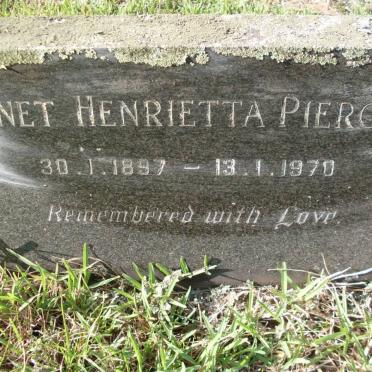 NET HENRIETTA PIERC
30.1.1897 - 13.1.1970
Remembered with Love